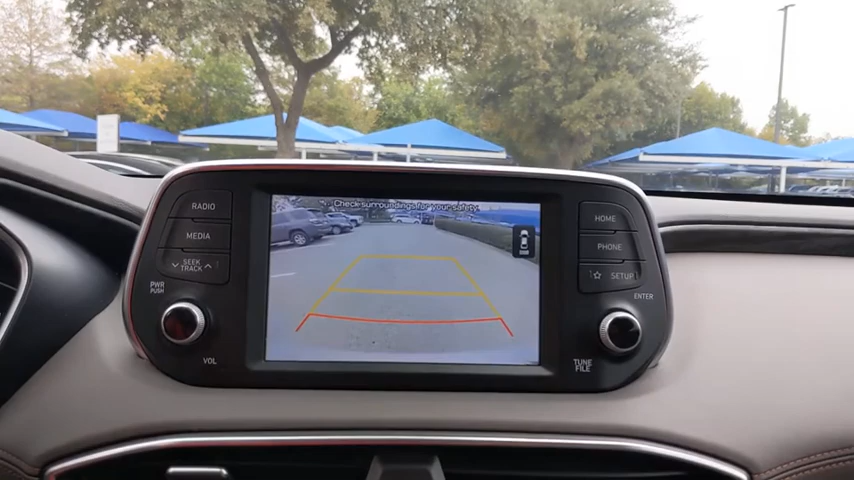 Check surroundings for your safety.
RADIO
MEDIA
SEEK
TRACK
PWR
PUSH
VOL
HOME
PHONE
SETUP
ENTER
TUNE
FILE